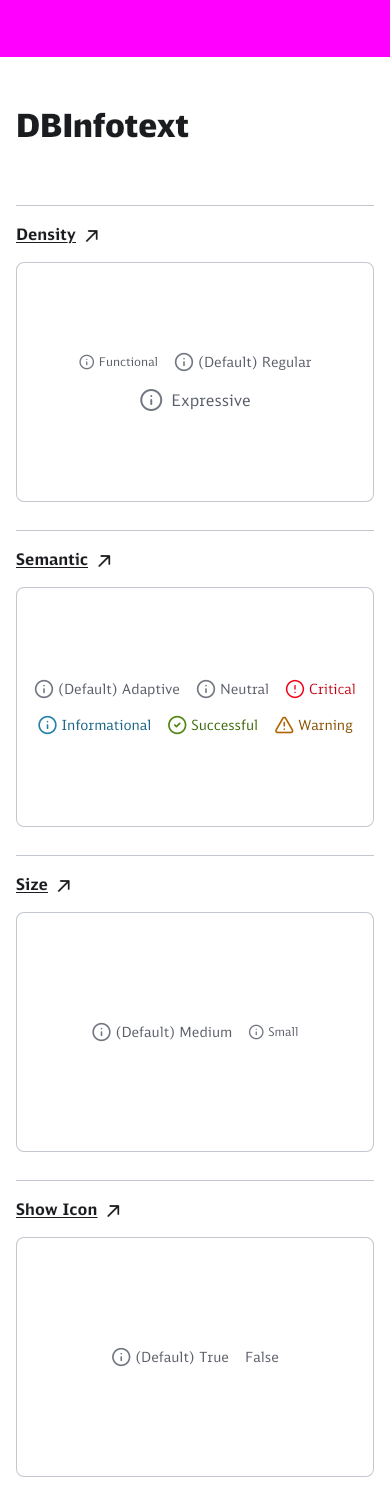 DBInfotext
Density
Functional (Default) Regular
Expressive
Semantic
(Default) Adaptive Neutral Critical
Informational Successful Warning
Size
(Default) Medium Small
Show Icon
(Default) True False